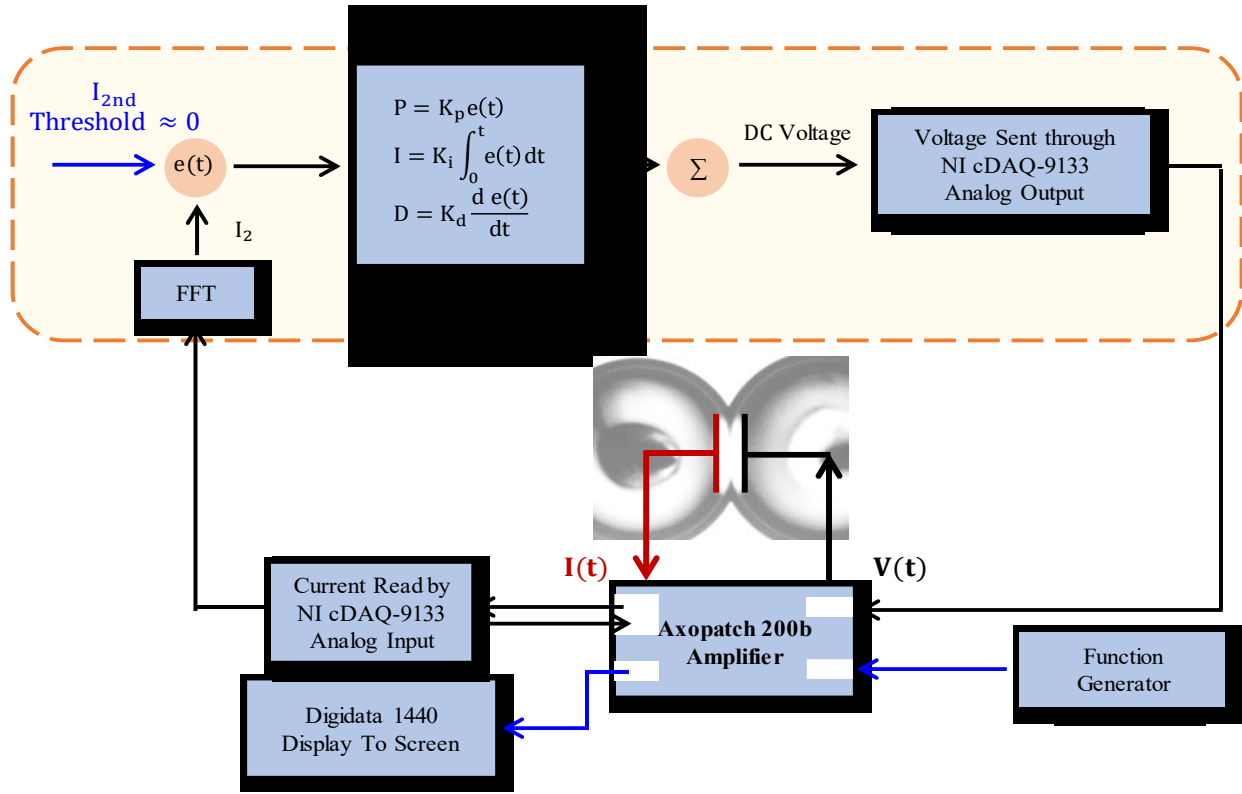 I₂nd
Threshold ≈ 0
e(t)
I₂
FFT
P = Kₚe(t)
I = Kᵢ ∫₀ᵗ e(t) dt
D = K_d d e(t)/dt
Σ
DC Voltage
Voltage Sent through
NI cDAQ-9133
Analog Output
I(t)
V(t)
Current Read by
NI cDAQ-9133
Analog Input
Axopatch 200b
Amplifier
Function
Generator
Digidata 1440
Display To Screen